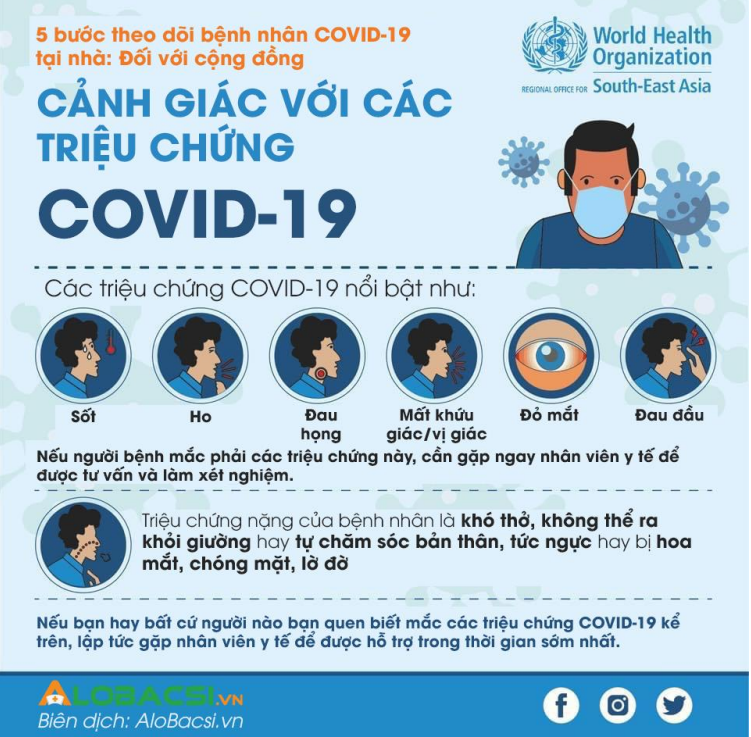 5 bước theo dõi bệnh nhân COVID-19
tại nhà: Đối với cộng đồng
World Health
Organization
REGIONAL OFFICE FOR South-East Asia
CẢNH GIÁC VỚI CÁC
TRIỆU CHỨNG
COVID-19
Các triệu chứng COVID-19 nổi bật như:
Sốt
Ho
Đau
họng
Mất khứu
giác/vị giác
Đỏ mắt
Đau đầu
Nếu người bệnh mắc phải các triệu chứng này, cần gặp ngay nhân viên y tế để
được tư vấn và làm xét nghiệm.
Triệu chứng nặng của bệnh nhân là khó thở, không thể ra
khỏi giường hay tự chăm sóc bản thân, tức ngực hay bị hoa
mắt, chóng mặt, lờ đờ
Nếu bạn hay bất cứ người nào bạn quen biết mắc các triệu chứng COVID-19 kể
trên, lập tức gặp nhân viên y tế để được hỗ trợ trong thời gian sớm nhất.
ALOBACSI.VN
Biên dịch: AloBacsi.vn